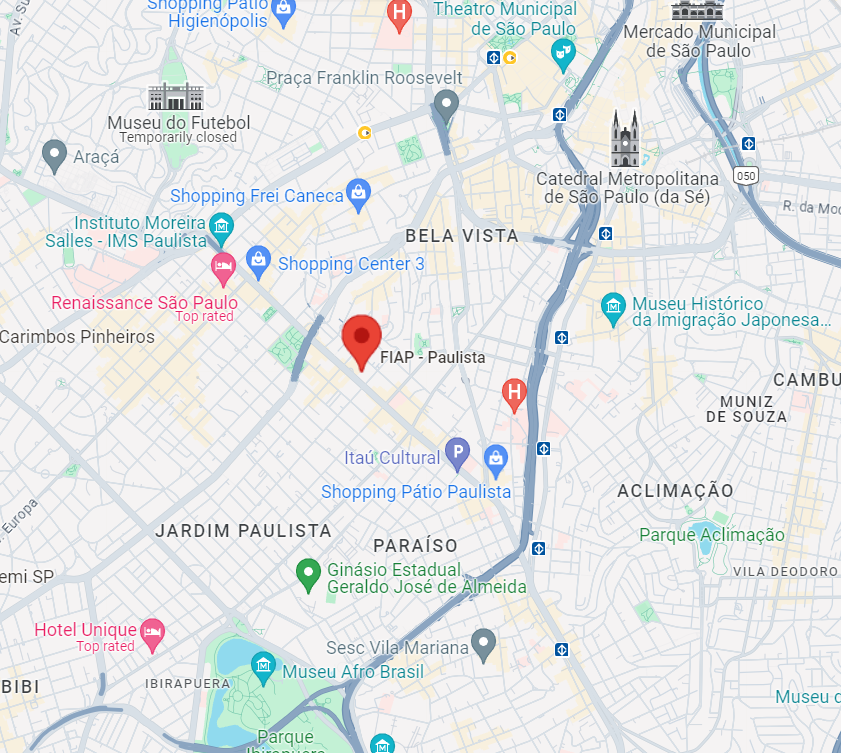 Shopping Pátio
Higienópolis
H
Theatro Municipal
de São Paulo
Mercado Municipal
de São Paulo
Av. Su
Praça Franklin Roosevelt
Museu do Futebol
Temporarily closed
Araçá
Catedral Metropolitana
de São Paulo (da Sé)
050
Shopping Frei Caneca
R. da Moo
Instituto Moreira
Salles - IMS Paulista
BELA VISTA
Shopping Center 3
Renaissance São Paulo
Top rated
Museu Histórico
da Imigração Japonesa...
Carimbos Pinheiros
FIAP - Paulista
H
CAMBU
MUNIZ
DE SOUZA
Itaú Cultural
P
Shopping Pátio Paulista
ACLIMAÇÃO
. Europa
JARDIM PAULISTA
PARAÍSO
Parque Aclimação
emi SP
Ginásio Estadual
Geraldo José de Almeida
VILA DEODORO
Hotel Unique
Top rated
Sesc Vila Mariana
Museu Afro Brasil
IBIRAPUERA
BIBI
Museu d
Parque
Ibirapuera